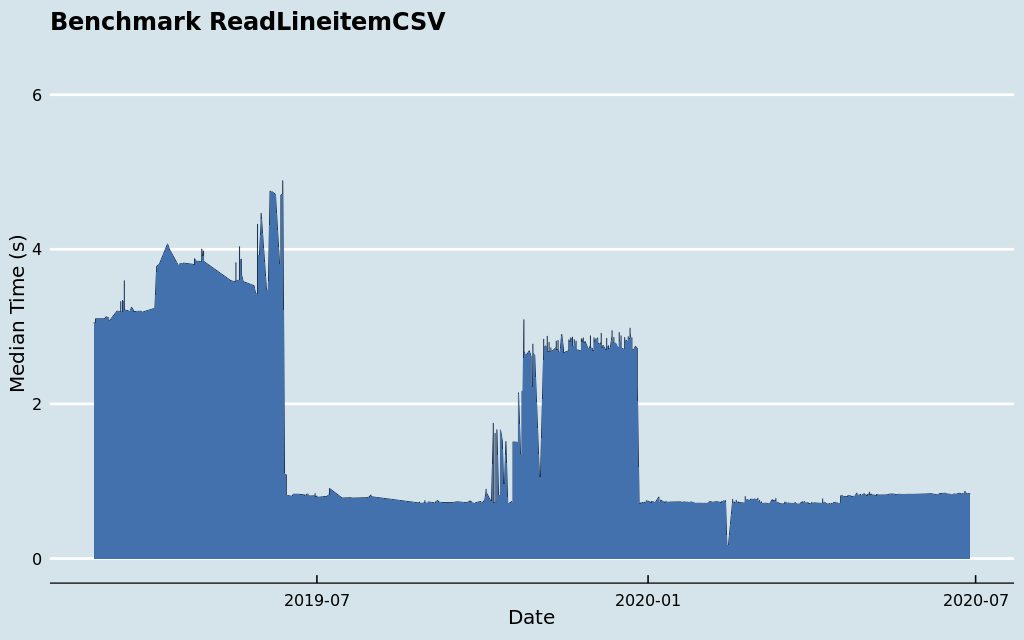 Benchmark ReadLineitemCSV
Median Time (s)
6
4
2
0
2019-07
2020-01
2020-07
Date